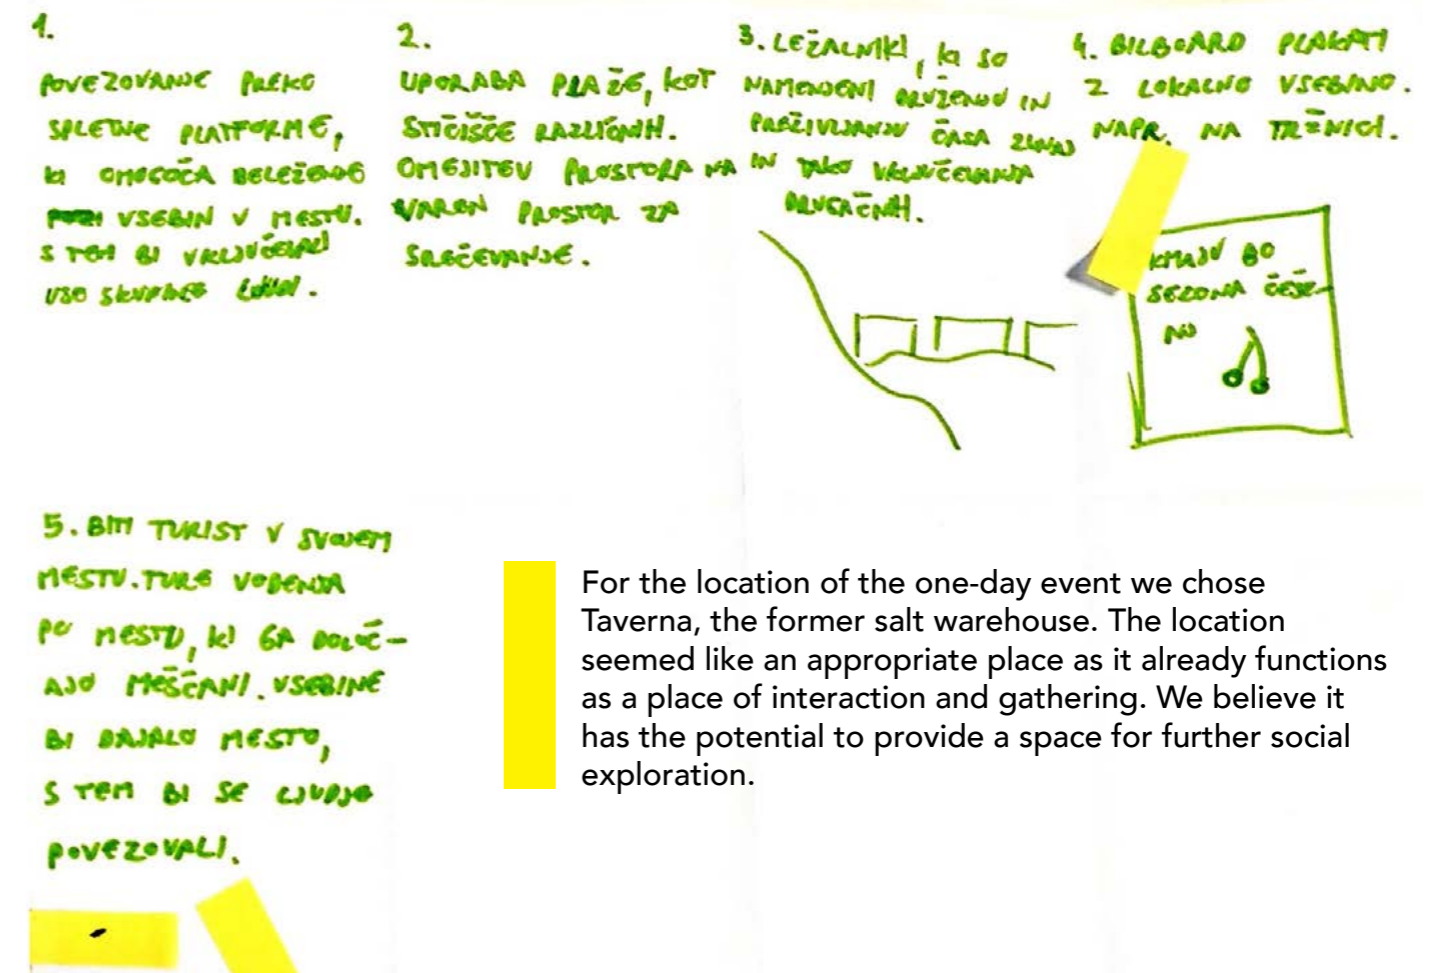 1.
POVEZOVANJE PREKO
SPLETNE PLATFORME,
KI OMOGOČA BELEŽENJE
VSEBIN V MESTU.
S TEM BI VKLJUČEVALI
VSO SKUPNOST LJUDI.
2.
UPORABA PLAŽE, KOT
STIČIŠČE RAZLIČNIH.
OMEJITEV PROSTORA NA
VAREN PROSTOR ZA
SREČEVANJE.
3. LEŽALNIKI, KI SO
NAMENJENI DRUŽENJU IN
PREŽIVLJANJU ČASA ZUNAJ
IN TAKO VKLJUČEVANJA
DRUGAČNIH.
4. BILBOARD PLAKATI
Z LOKALNO VSEBINO.
NAPR. NA TRŽNICI.
KMALU BO
SEZONA ČEŠE-
NJ
5. BITI TURIST V SVOJEM
MESTU. TURE VODENJA
PO MESTU, KI GA DOLOČ-
AJO MEŠČANI. VSEBINE
BI DAJALO MESTO,
S TEM BI SE LJUDJE
POVEZOVALI.
For the location of the one-day event we chose
Taverna, the former salt warehouse. The location
seemed like an appropriate place as it already functions
as a place of interaction and gathering. We believe it
has the potential to provide a space for further social
exploration.